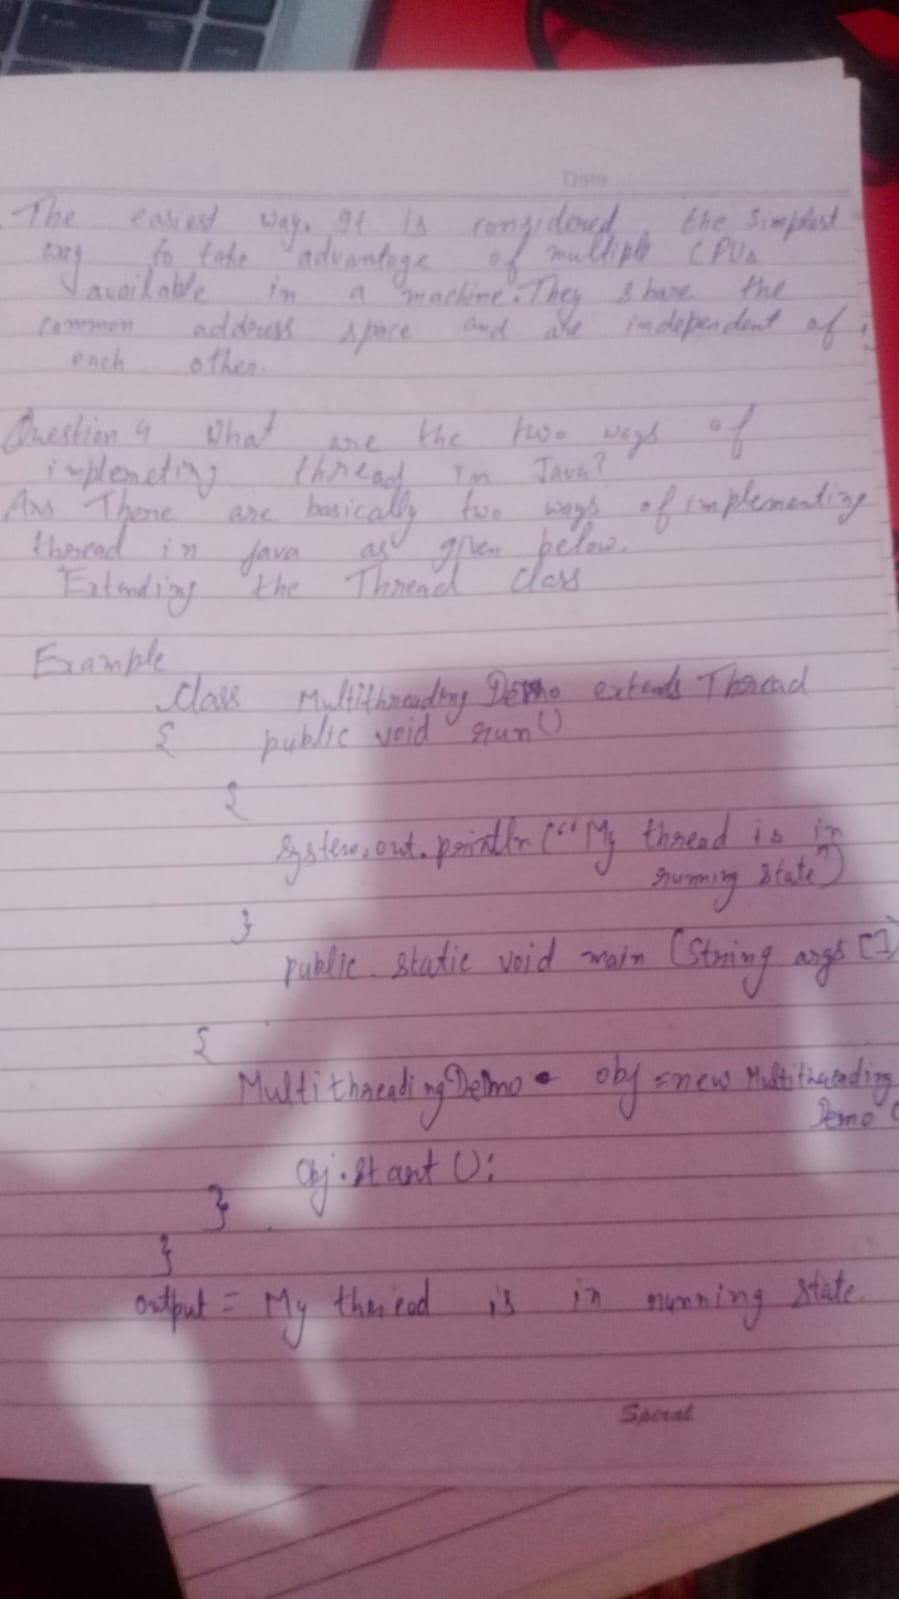 Date
The easiest way. It is considered the simplest
way to take advantage of multiple CPUs
available in a machine. They share the
common address space and are independent of
each other.
Question 4 What are the two ways of
implemeting thread in Java?
Ans There are basically two ways of implementing
thread in java as given below.
Extending the Thread class
Example
Class Multithreading Demo extends Thread
{ public void run()
{
System.out.println ("My thread is in
running state")
}
public static void main (String args []
{
MultithreadingDemo obj = new Multithreading
Demo (
Obj.start ():
}
}
output = My thread is in running state.
Spiral